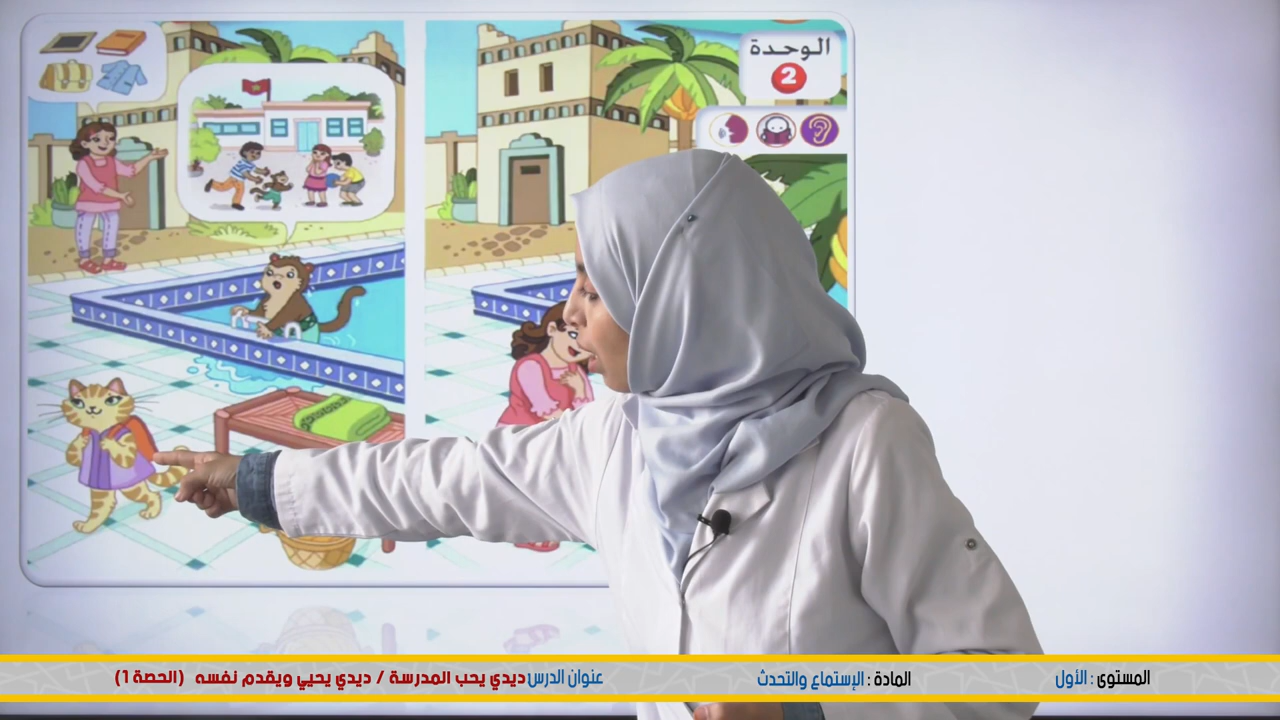 الوحدة
2
المستوى : الأول
المادة : الإستماع والتحدث
عنوان الدرس ديدي يحب المدرسة / ديدي يحيي ويقدم نفسه (الحصة 1)